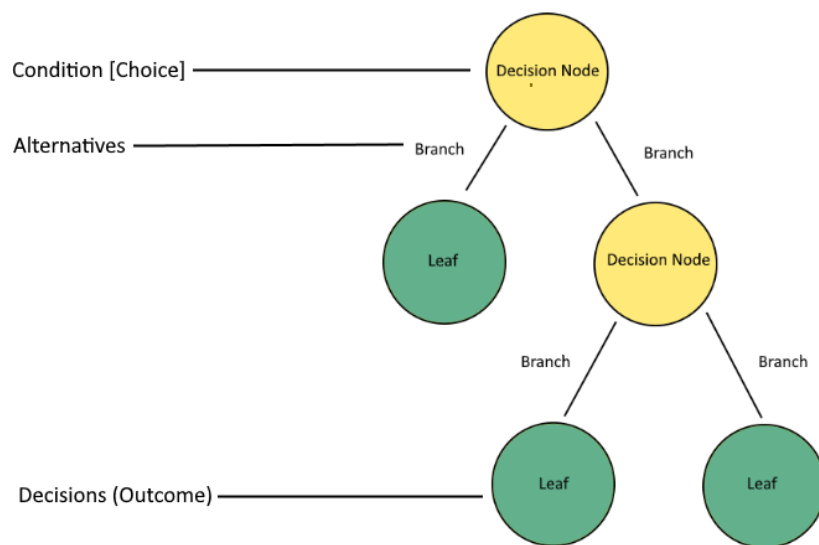 Condition [Choice]
Decision Node
Alternatives
Branch
Branch
Leaf
Decision Node
Branch
Branch
Decisions (Outcome)
Leaf
Leaf